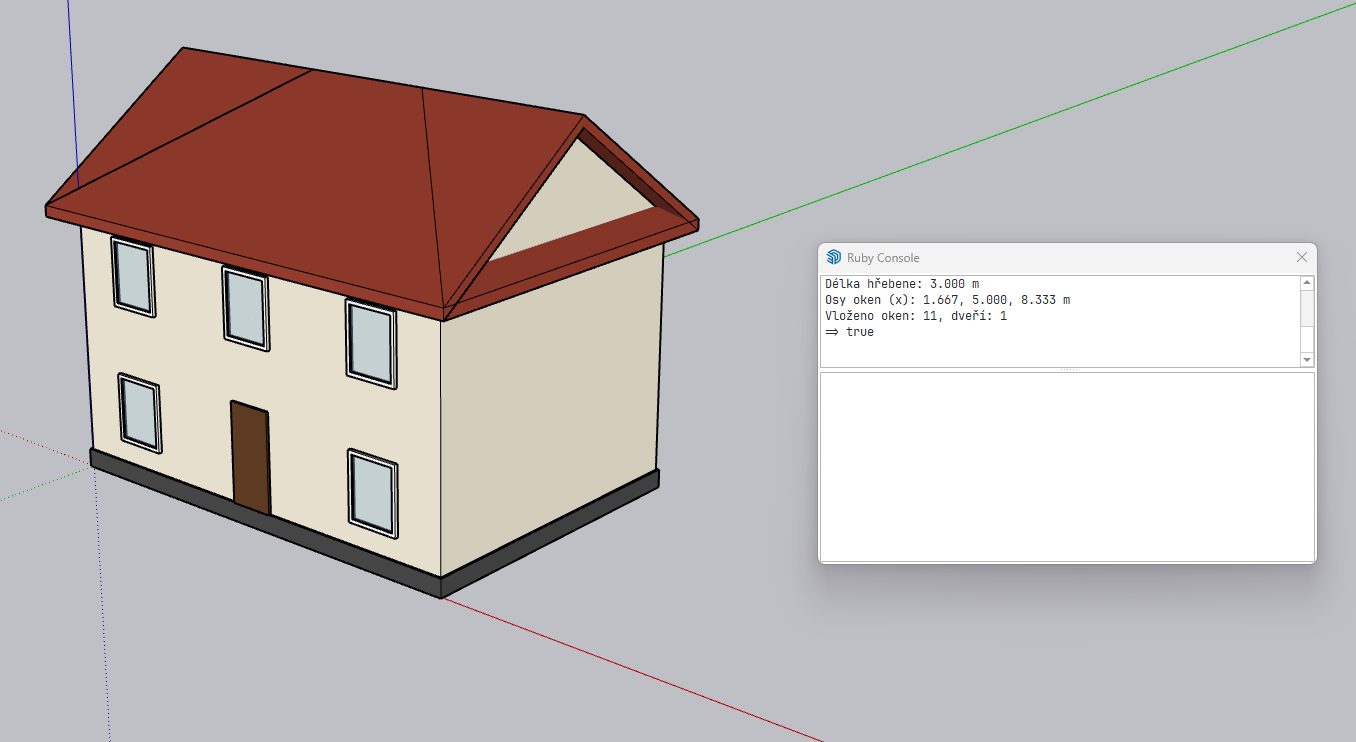 Ruby Console
Délka hřebene: 3.000 m
Osy oken (x): 1.667, 5.000, 8.333 m
Vloženo oken: 11, dveří: 1
=> true